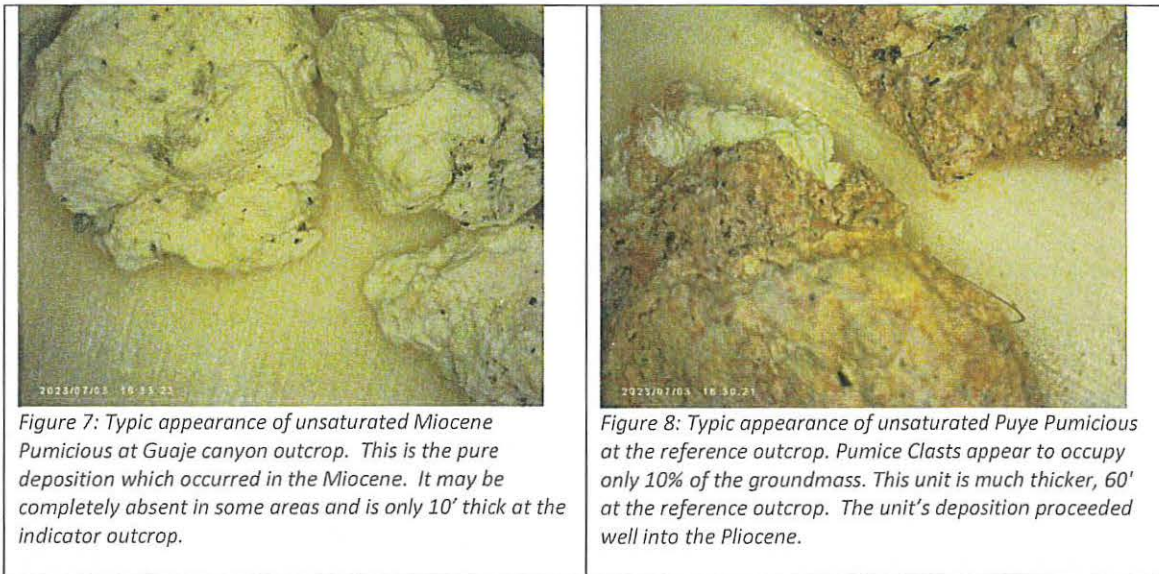 2023/07/03 16:35:23
Figure 7: Typic appearance of unsaturated Miocene
Pumicious at Guaje canyon outcrop. This is the pure
deposition which occurred in the Miocene. It may be
completely absent in some areas and is only 10' thick at the
indicator outcrop.
2023/07/03 16:30:21
Figure 8: Typic appearance of unsaturated Puye Pumicious
at the reference outcrop. Pumice Clasts appear to occupy
only 10% of the groundmass. This unit is much thicker, 60'
at the reference outcrop. The unit's deposition proceeded
well into the Pliocene.